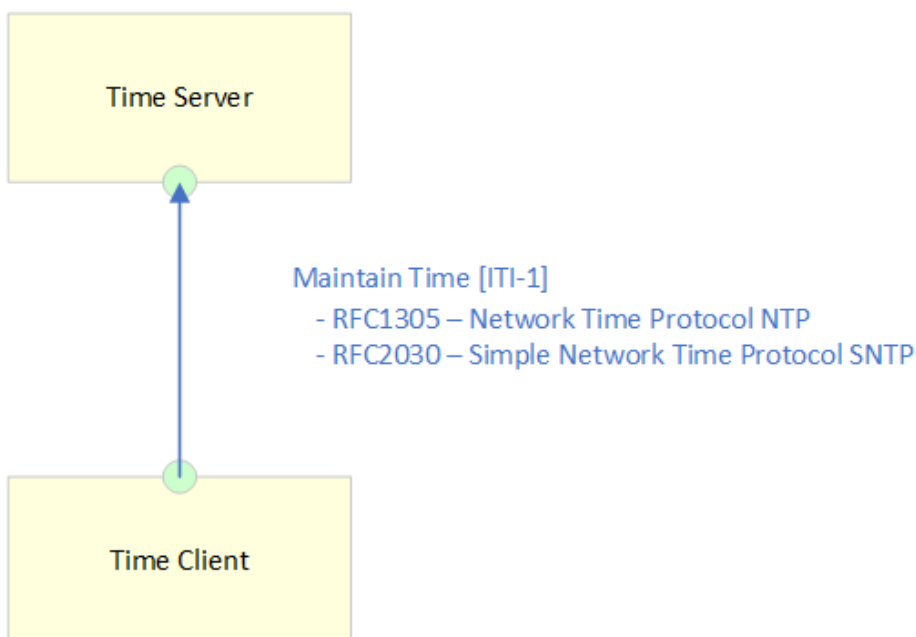 Time Server
Maintain Time [ITI-1]
- RFC1305 – Network Time Protocol NTP
- RFC2030 – Simple Network Time Protocol SNTP
Time Client